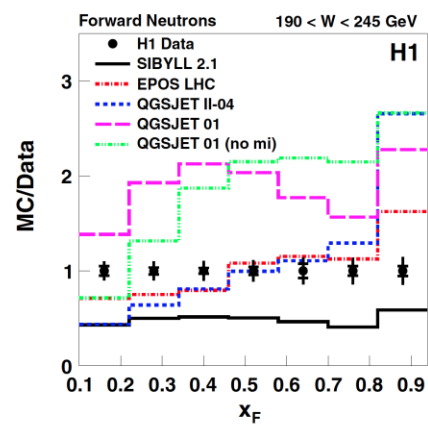 Forward Neutrons 190 < W < 245 GeV
H1 Data
H1
SIBYLL 2.1
EPOS LHC
QGSJET II-04
QGSJET 01
QGSJET 01 (no mi)
MC/Data
3
2
1
0
0.1 0.2 0.3 0.4 0.5 0.6 0.7 0.8 0.9
x_F